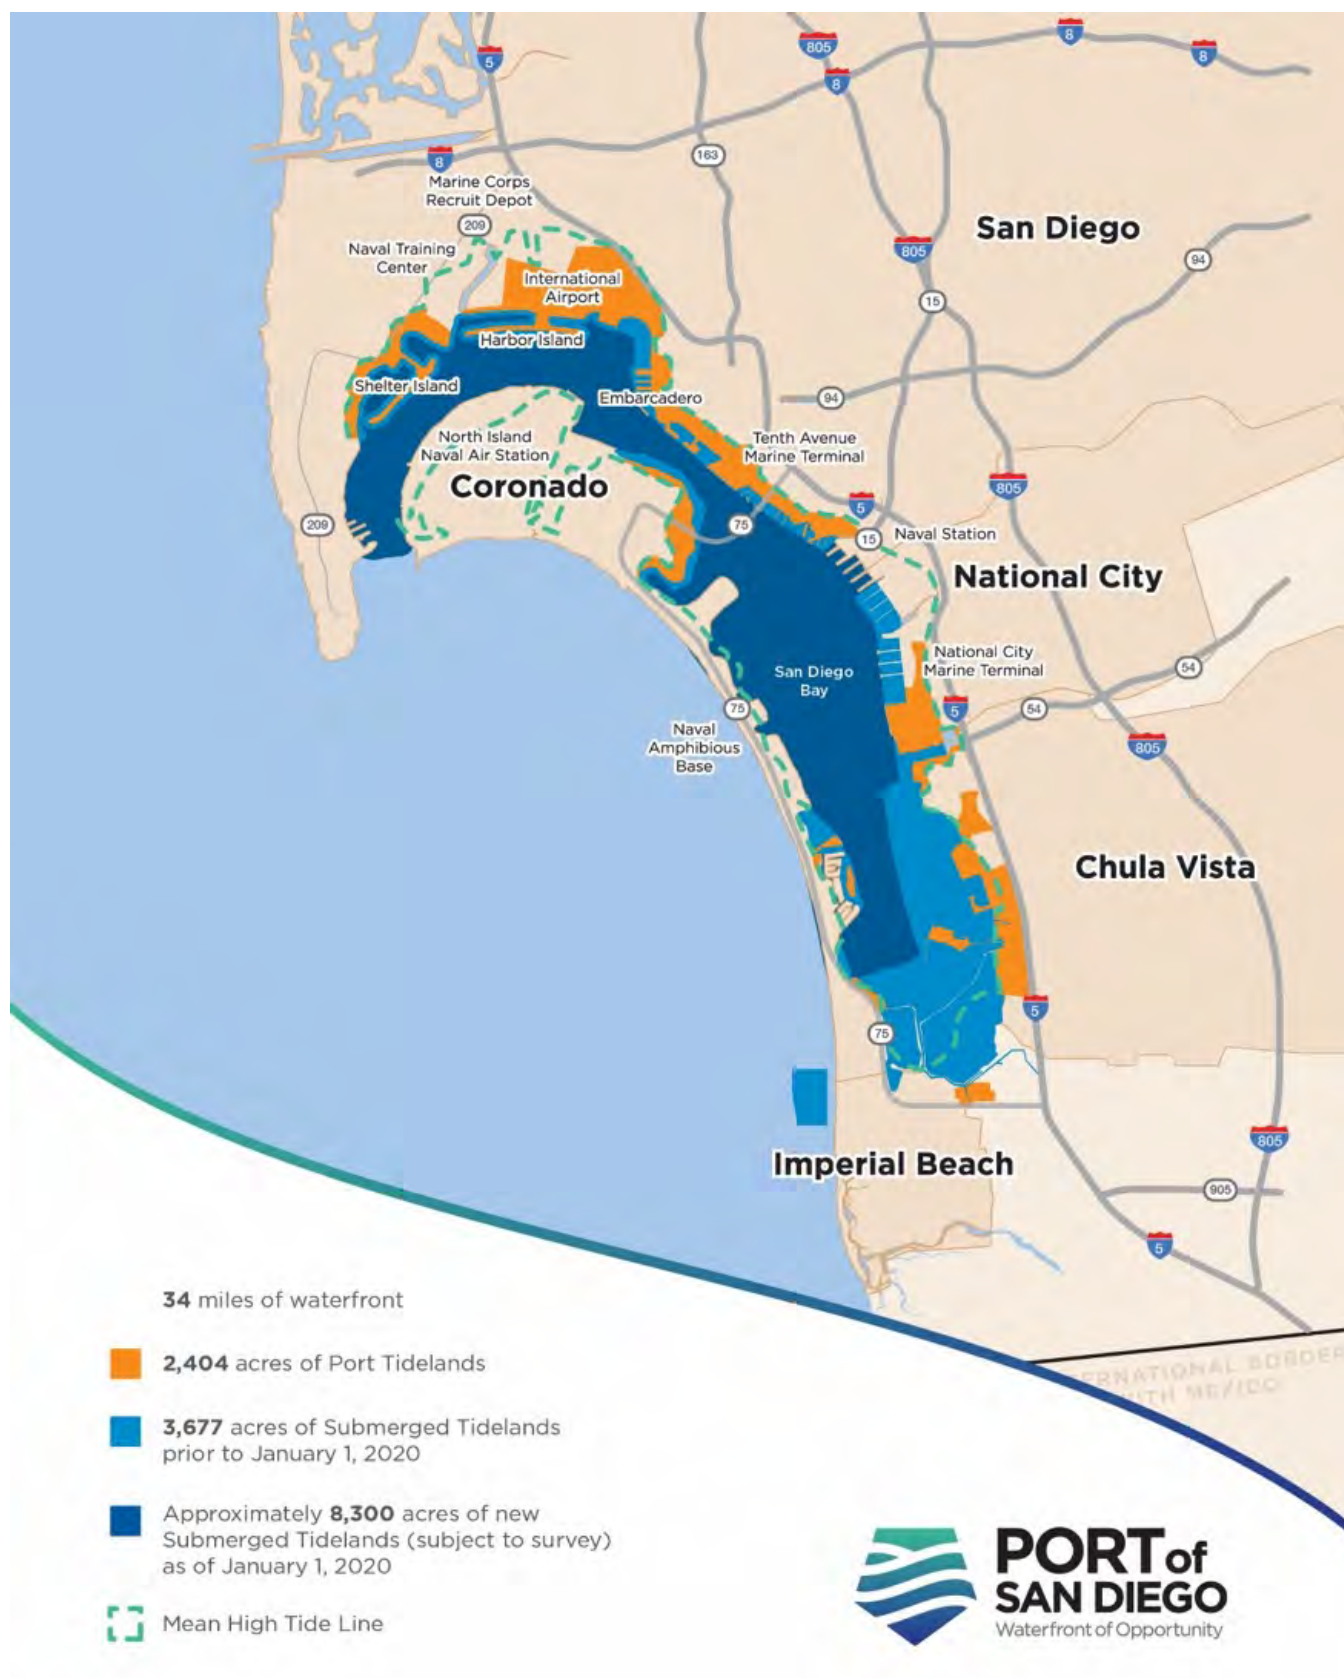 5
805
8
8
8
8
163
Marine Corps
Recruit Depot
209
San Diego
Naval Training
Center
805
94
International
Airport
15
Harbor Island
Shelter Island
Embarcadero
94
North Island
Naval Air Station
Tenth Avenue
Marine Terminal
Coronado
805
5
209
75
15
Naval Station
National City
National City
Marine Terminal
54
San Diego
Bay
75
5
54
Naval
Amphibious
Base
805
Chula Vista
5
75
805
Imperial Beach
905
5
34 miles of waterfront
2,404 acres of Port Tidelands
3,677 acres of Submerged Tidelands
prior to January 1, 2020
Approximately 8,300 acres of new
Submerged Tidelands (subject to survey)
as of January 1, 2020
Mean High Tide Line
BORDER
MEXICO
PORT of
SAN DIEGO
Waterfront of Opportunity